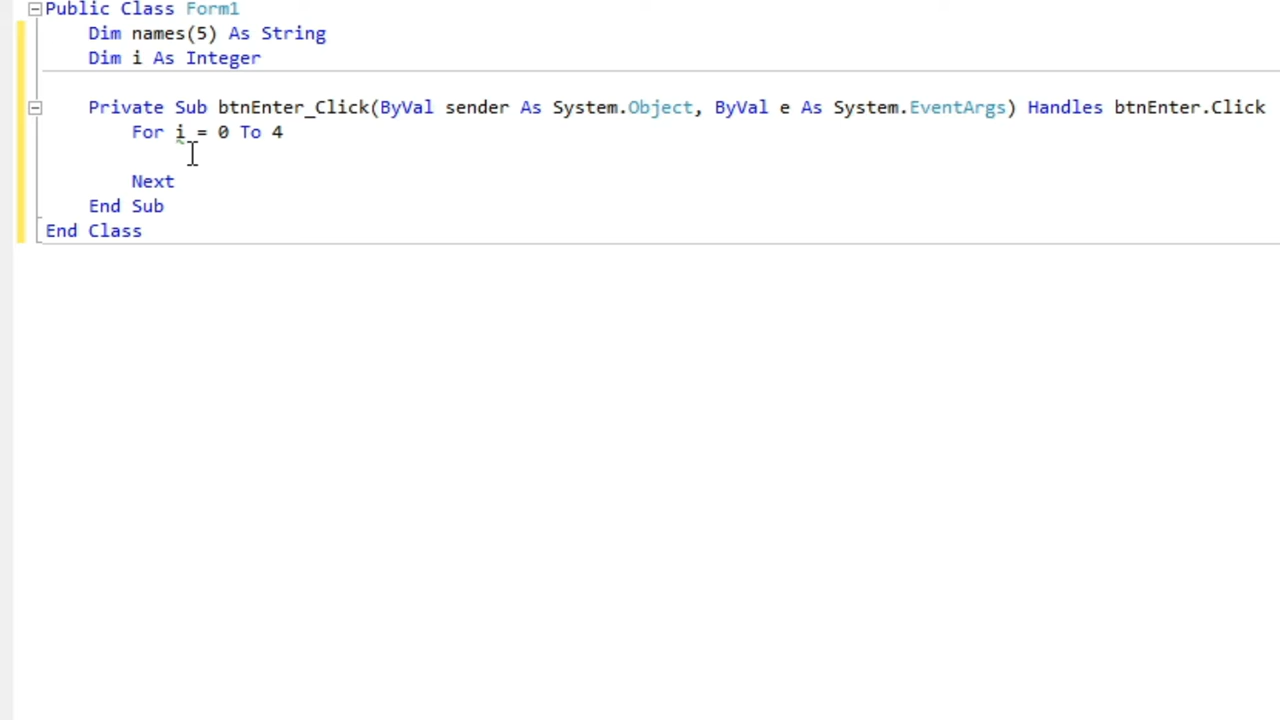 Public Class Form1
Dim names(5) As String
Dim i As Integer
Private Sub btnEnter_Click(ByVal sender As System.Object, ByVal e As System.EventArgs) Handles btnEnter.Click
For i = 0 To 4
Next
End Sub
End Class